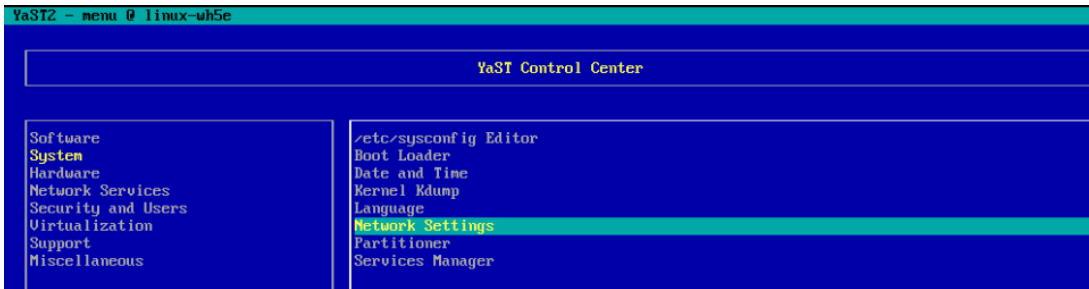 YaST2 - menu @ linux-wh5e
YaST Control Center
Software
System
Hardware
Network Services
Security and Users
Virtualization
Support
Miscellaneous
/etc/sysconfig Editor
Boot Loader
Date and Time
Kernel Kdump
Language
Network Settings
Partitioner
Services Manager